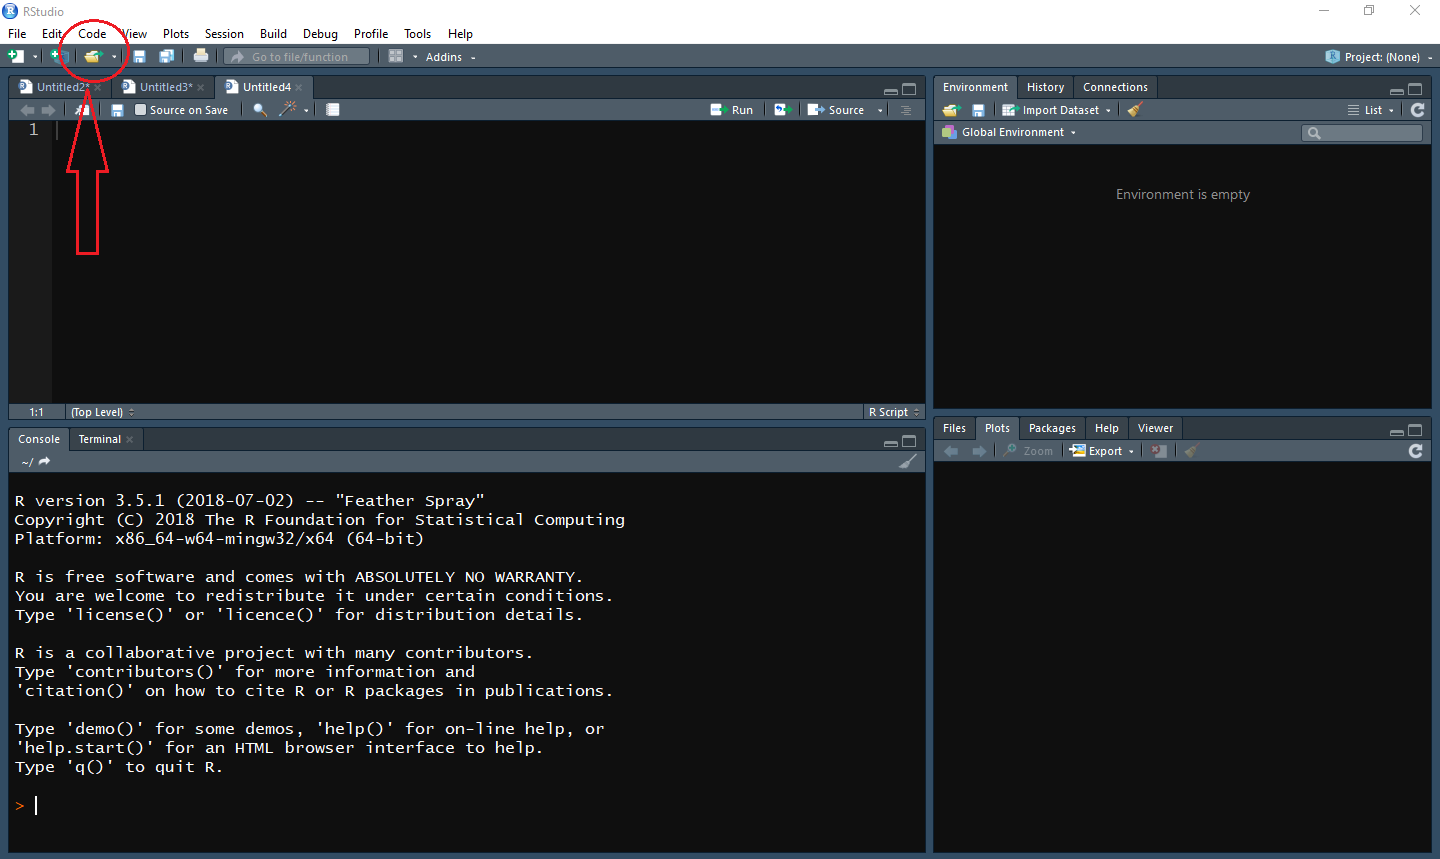 RStudio
File Edit Code View Plots Session Build Debug Profile Tools Help
Go to file/function Addins Project: (None)
Untitled2* Untitled3* Untitled4
Source on Save Run Source
1
1:1 (Top Level) R Script
Console Terminal
~/
R version 3.5.1 (2018-07-02) -- "Feather Spray"
Copyright (C) 2018 The R Foundation for Statistical Computing
Platform: x86_64-w64-mingw32/x64 (64-bit)
R is free software and comes with ABSOLUTELY NO WARRANTY.
You are welcome to redistribute it under certain conditions.
Type 'license()' or 'licence()' for distribution details.
R is a collaborative project with many contributors.
Type 'contributors()' for more information and
'citation()' on how to cite R or R packages in publications.
Type 'demo()' for some demos, 'help()' for on-line help, or
'help.start()' for an HTML browser interface to help.
Type 'q()' to quit R.
>
Environment History Connections
Import Dataset List
Global Environment
Environment is empty
Files Plots Packages Help Viewer
Zoom Export